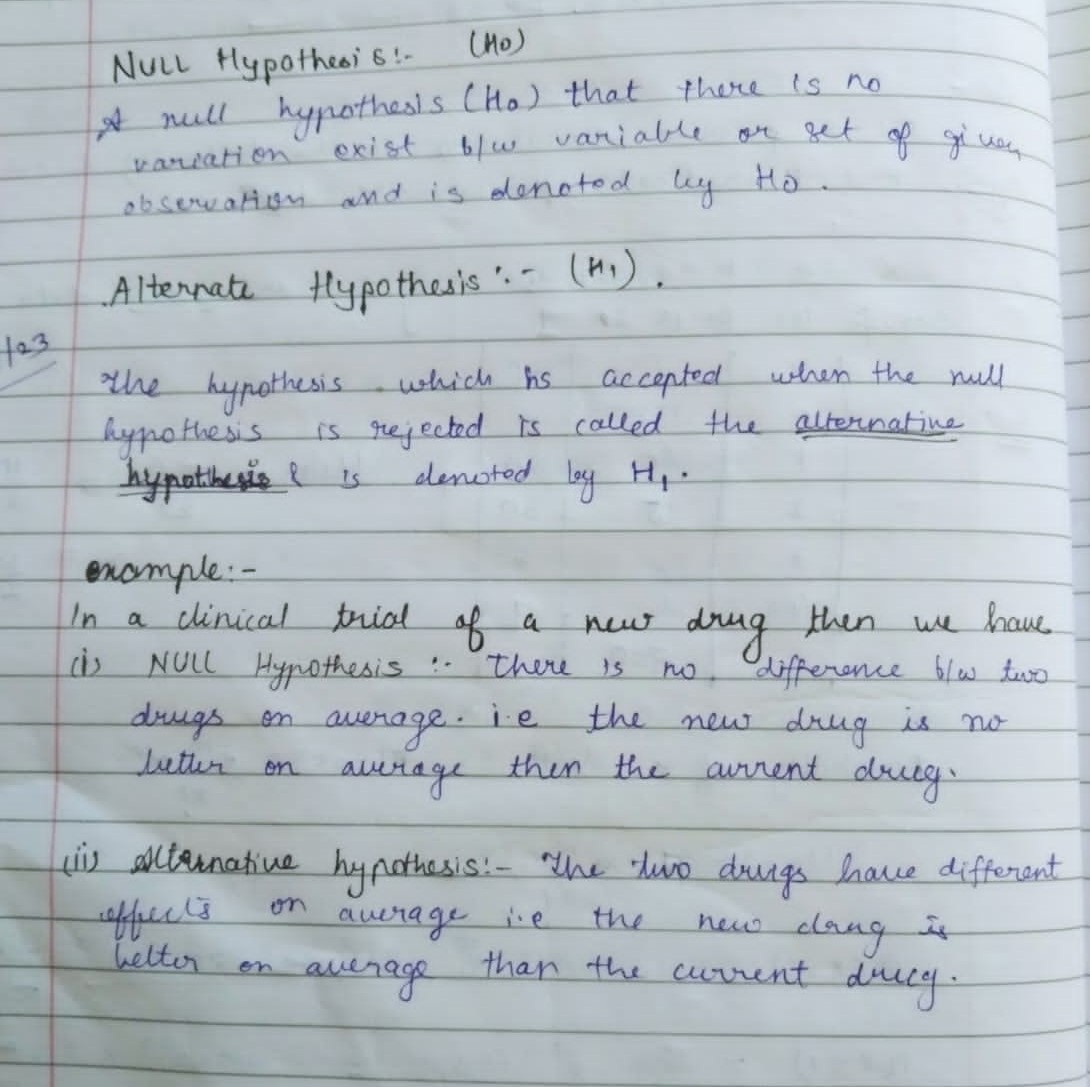 NULL Hypothesis:- (H0)
A null hypothesis (H0) that there is no
variation exist b/w variable or set of given
observation and is denoted by H0.
Alternate Hypothesis :- (H1).
The hypothesis which is accepted when the null
hypothesis is rejected is called the alternative
hypothesis & is denoted by H1.
example:-
In a clinical trial of a new drug then we have
(i) NULL Hypothesis :- There is no difference b/w two
drugs on average. i.e the new drug is no
better on average then the current drug.
(ii) Alternative hypothesis:- The two drugs have different
effects on average i.e the new drug is
better on average than the current drug.